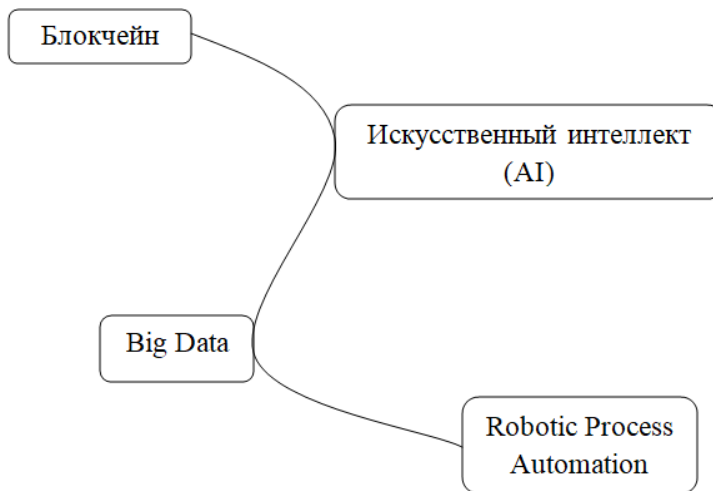 Блокчейн
Искусственный интеллект
(AI)
Big Data
Robotic Process
Automation